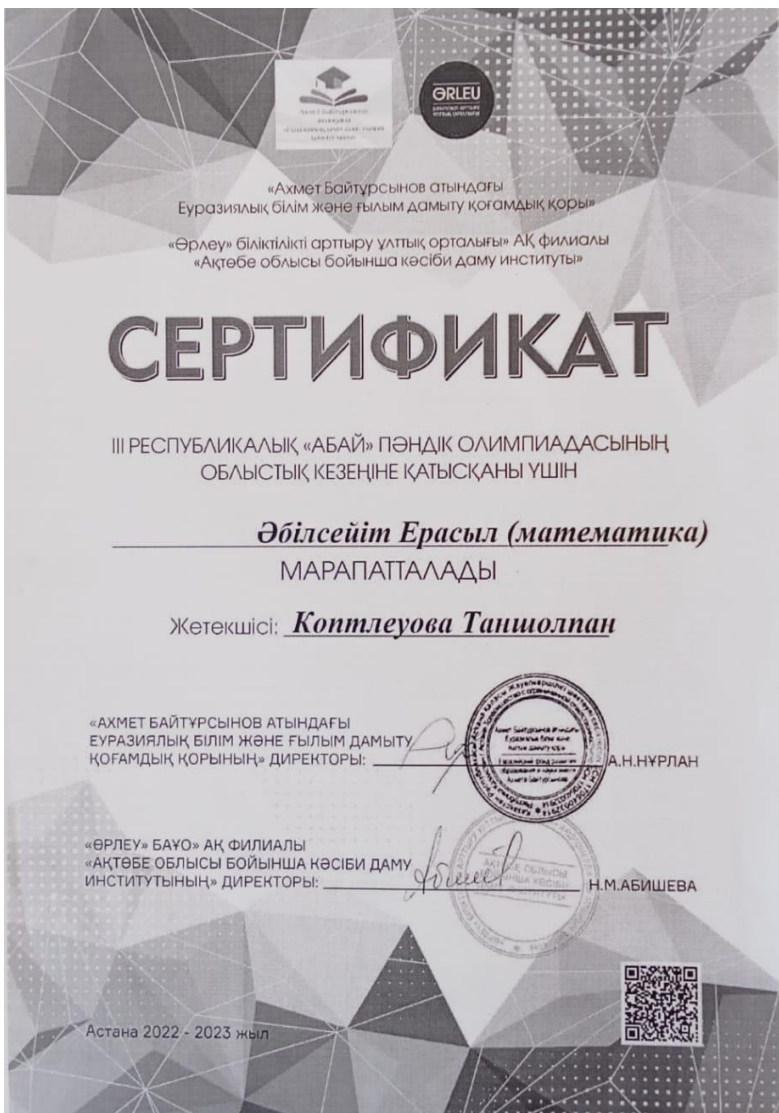 ӨRLEU
«Ахмет Байтұрсынов атындағы
Еуразиялық білім және ғылым дамыту қоғамдық қоры»
«Өрлеу» біліктілікті арттыру ұлттық орталығы» АҚ филиалы
«Ақтөбе облысы бойынша кәсіби даму институты»
СЕРТИФИКАТ
III РЕСПУБЛИКАЛЫҚ «АБАЙ» ПӘНДІК ОЛИМПИАДАСЫНЫҢ
ОБЛЫСТЫҚ КЕЗЕҢІНЕ ҚАТЫСҚАНЫ ҮШІН
Әбілсейіт Ерасыл (математика)
МАРАПАТТАЛАДЫ
Жетекшісі: Коптлеуова Таншолпан
«АХМЕТ БАЙТҰРСЫНОВ АТЫНДАҒЫ
ЕУРАЗИЯЛЫҚ БІЛІМ ЖӘНЕ ҒЫЛЫМ ДАМЫТУ
ҚОҒАМДЫҚ ҚОРЫНЫҢ» ДИРЕКТОРЫ: А.Н.НҰРЛАН
«ӨРЛЕУ» БАҰО» АҚ ФИЛИАЛЫ
«АҚТӨБЕ ОБЛЫСЫ БОЙЫНША КӘСІБИ ДАМУ
ИНСТИТУТЫНЫҢ» ДИРЕКТОРЫ: Н.М.АБИШЕВА
Астана 2022 - 2023 жыл